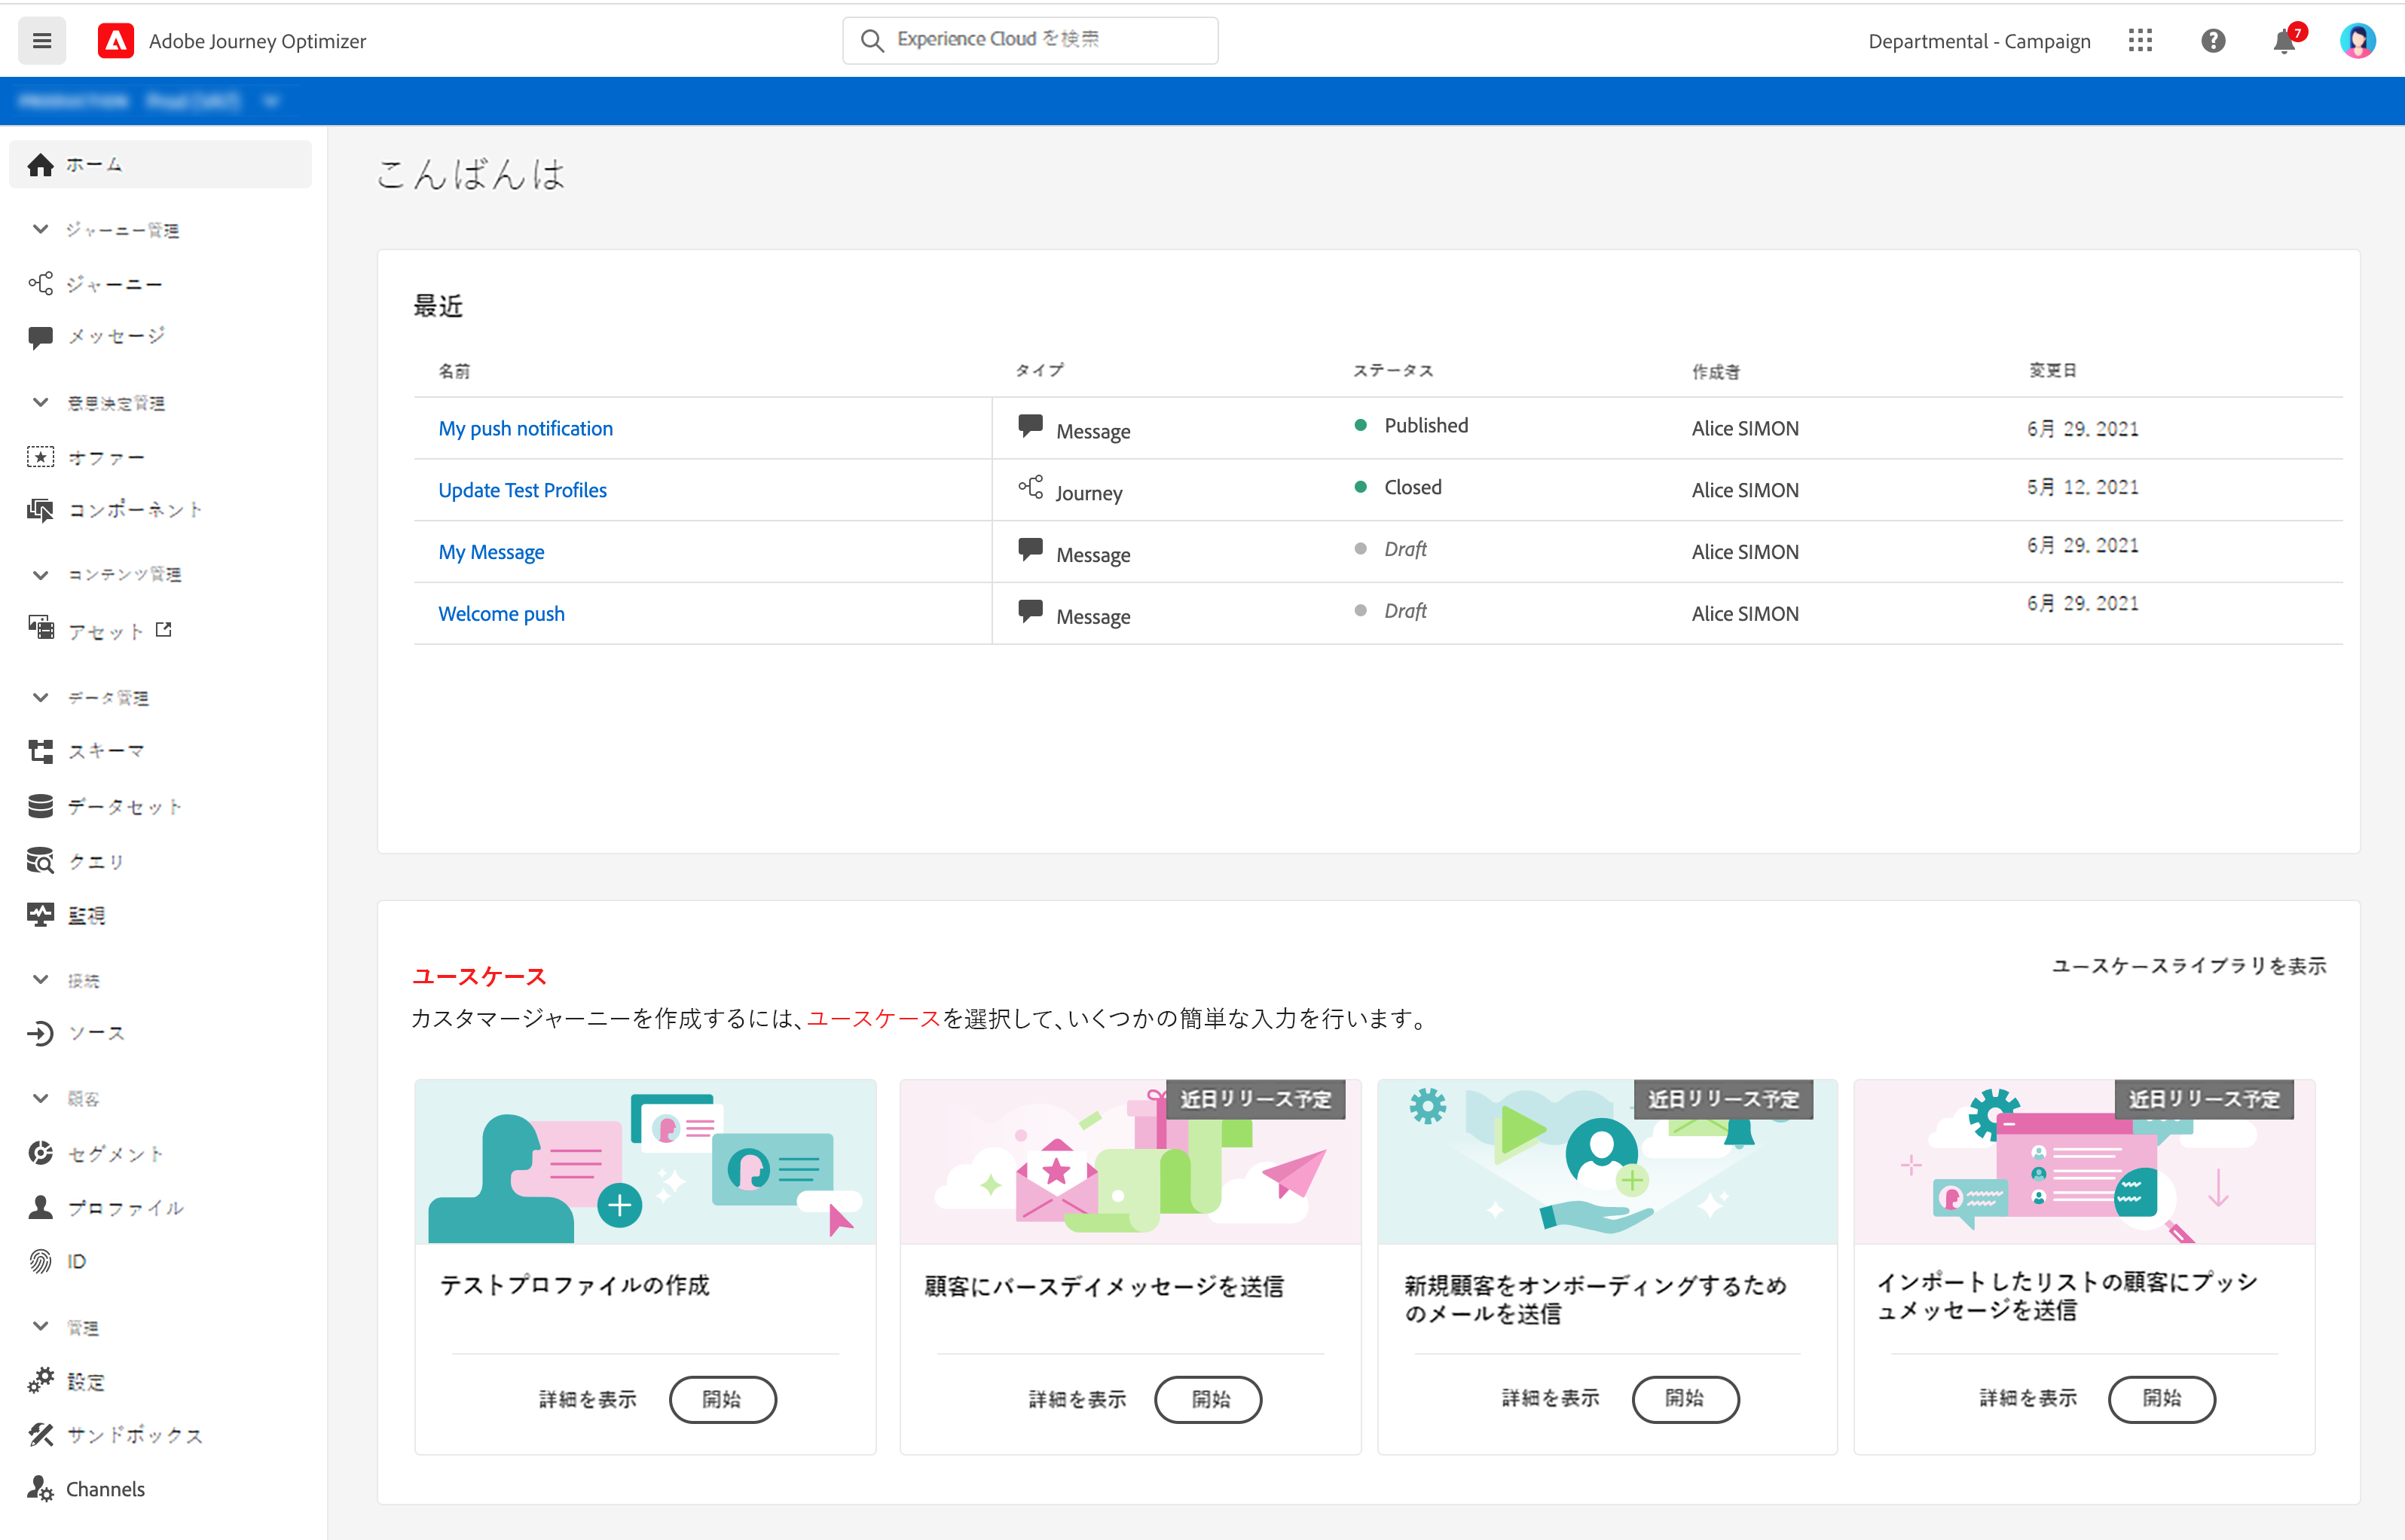 Adobe Journey Optimizer
Experience Cloud を検索
Departmental - Campaign
7
ホーム
ジャーニー管理
ジャーニー
メッセージ
意思決定管理
オファー
コンポーネント
コンテンツ管理
アセット
データ管理
スキーマ
データセット
クエリ
監視
接続
ソース
顧客
セグメント
プロファイル
ID
管理
設定
サンドボックス
Channels
こんばんは
最近
名前 タイプ ステータス 作成者 変更日
My push notification Message Published Alice SIMON 6月 29, 2021
Update Test Profiles Journey Closed Alice SIMON 5月 12, 2021
My Message Message Draft Alice SIMON 6月 29, 2021
Welcome push Message Draft Alice SIMON 6月 29, 2021
ユースケース
ユースケースライブラリを表示
カスタマージャーニーを作成するには、ユースケースを選択して、いくつかの簡単な入力を行います。
テストプロファイルの作成
詳細を表示 開始
近日リリース予定
顧客にバースデイメッセージを送信
詳細を表示 開始
近日リリース予定
新規顧客をオンボーディングするため
のメールを送信
詳細を表示 開始
近日リリース予定
インポートしたリストの顧客にプッシ
ュメッセージを送信
詳細を表示 開始